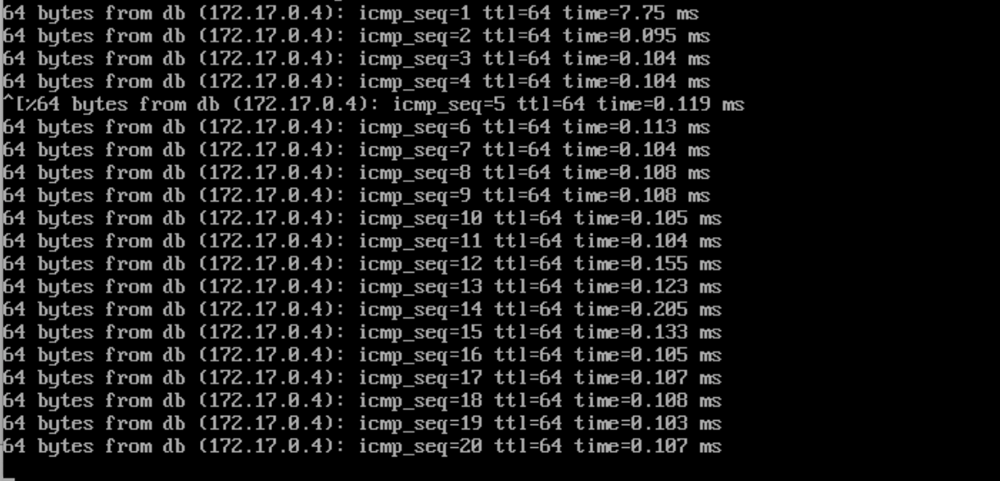 64 bytes from db (172.17.0.4): icmp_seq=1 ttl=64 time=7.75 ms
64 bytes from db (172.17.0.4): icmp_seq=2 ttl=64 time=0.095 ms
64 bytes from db (172.17.0.4): icmp_seq=3 ttl=64 time=0.104 ms
64 bytes from db (172.17.0.4): icmp_seq=4 ttl=64 time=0.104 ms
^[%64 bytes from db (172.17.0.4): icmp_seq=5 ttl=64 time=0.119 ms
64 bytes from db (172.17.0.4): icmp_seq=6 ttl=64 time=0.113 ms
64 bytes from db (172.17.0.4): icmp_seq=7 ttl=64 time=0.104 ms
64 bytes from db (172.17.0.4): icmp_seq=8 ttl=64 time=0.108 ms
64 bytes from db (172.17.0.4): icmp_seq=9 ttl=64 time=0.108 ms
64 bytes from db (172.17.0.4): icmp_seq=10 ttl=64 time=0.105 ms
64 bytes from db (172.17.0.4): icmp_seq=11 ttl=64 time=0.104 ms
64 bytes from db (172.17.0.4): icmp_seq=12 ttl=64 time=0.155 ms
64 bytes from db (172.17.0.4): icmp_seq=13 ttl=64 time=0.123 ms
64 bytes from db (172.17.0.4): icmp_seq=14 ttl=64 time=0.205 ms
64 bytes from db (172.17.0.4): icmp_seq=15 ttl=64 time=0.133 ms
64 bytes from db (172.17.0.4): icmp_seq=16 ttl=64 time=0.105 ms
64 bytes from db (172.17.0.4): icmp_seq=17 ttl=64 time=0.107 ms
64 bytes from db (172.17.0.4): icmp_seq=18 ttl=64 time=0.108 ms
64 bytes from db (172.17.0.4): icmp_seq=19 ttl=64 time=0.103 ms
64 bytes from db (172.17.0.4): icmp_seq=20 ttl=64 time=0.107 ms